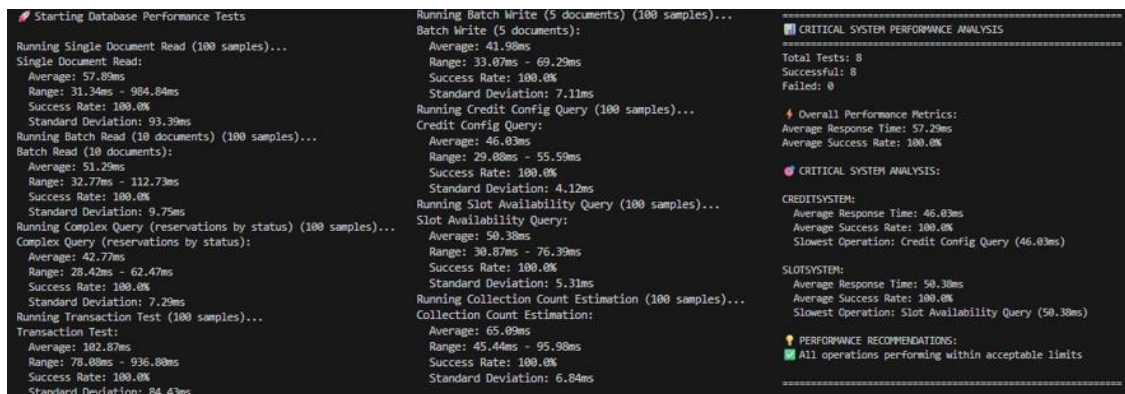 🚀 Starting Database Performance Tests
Running Single Document Read (100 samples)...
Single Document Read:
Average: 57.89ms
Range: 31.34ms - 984.84ms
Success Rate: 100.0%
Standard Deviation: 93.39ms
Running Batch Read (10 documents) (100 samples)...
Batch Read (10 documents):
Average: 51.29ms
Range: 32.77ms - 112.73ms
Success Rate: 100.0%
Standard Deviation: 9.75ms
Running Complex Query (reservations by status) (100 samples)...
Complex Query (reservations by status):
Average: 42.77ms
Range: 28.42ms - 62.47ms
Success Rate: 100.0%
Standard Deviation: 7.29ms
Running Transaction Test (100 samples)...
Transaction Test:
Average: 102.87ms
Range: 78.08ms - 936.80ms
Success Rate: 100.0%
Standard Deviation: 84.43ms
Running Batch Write (5 documents) (100 samples)...
Batch Write (5 documents):
Average: 41.98ms
Range: 33.07ms - 69.29ms
Success Rate: 100.0%
Standard Deviation: 7.11ms
Running Credit Config Query (100 samples)...
Credit Config Query:
Average: 46.03ms
Range: 29.08ms - 55.59ms
Success Rate: 100.0%
Standard Deviation: 4.12ms
Running Slot Availability Query (100 samples)...
Slot Availability Query:
Average: 50.38ms
Range: 30.87ms - 76.39ms
Success Rate: 100.0%
Standard Deviation: 5.31ms
Running Collection Count Estimation (100 samples)...
Collection Count Estimation:
Average: 65.09ms
Range: 45.44ms - 95.98ms
Success Rate: 100.0%
Standard Deviation: 6.84ms
📊 CRITICAL SYSTEM PERFORMANCE ANALYSIS
Total Tests: 8
Successful: 8
Failed: 0
⚡ Overall Performance Metrics:
Average Response Time: 57.29ms
Average Success Rate: 100.0%
🎯 CRITICAL SYSTEM ANALYSIS:
CREDITSYSTEM:
Average Response Time: 46.03ms
Average Success Rate: 100.0%
Slowest Operation: Credit Config Query (46.03ms)
SLOTSYSTEM:
Average Response Time: 50.38ms
Average Success Rate: 100.0%
Slowest Operation: Slot Availability Query (50.38ms)
💡 PERFORMANCE RECOMMENDATIONS:
✅ All operations performing within acceptable limits